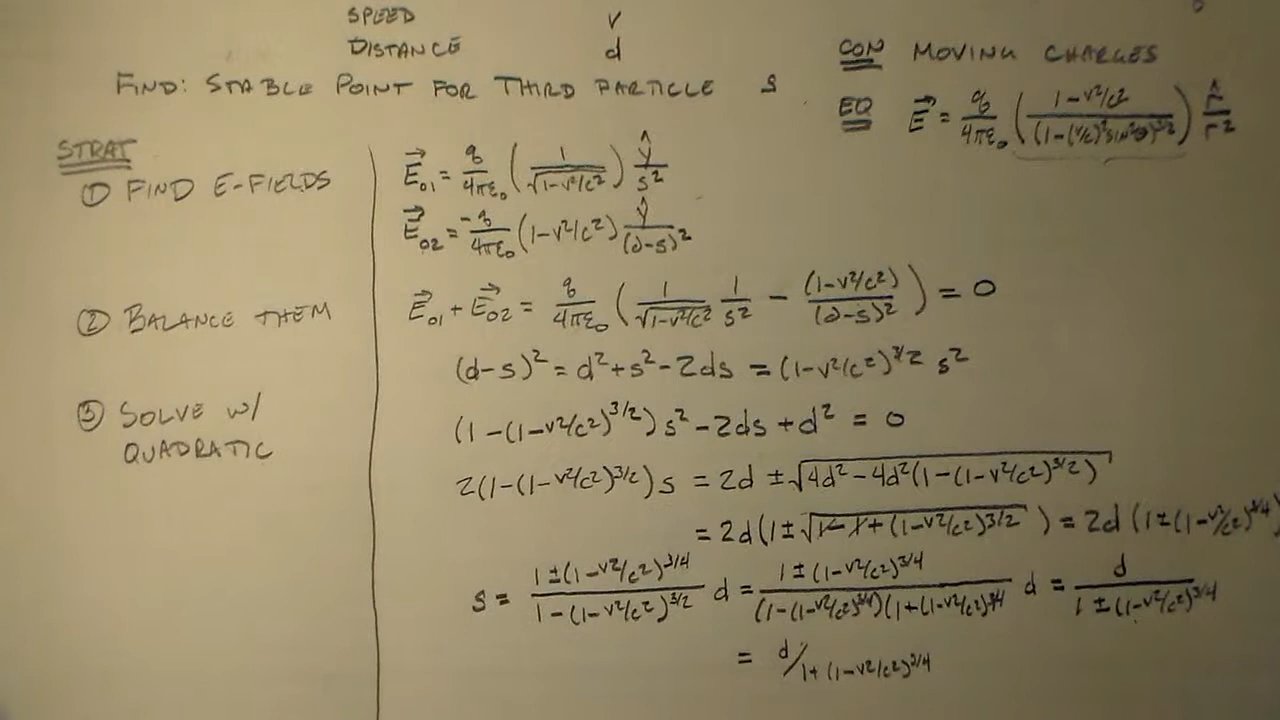 SPEED v
DISTANCE d
FIND: STABLE POINT FOR THIRD PARTICLE s
CON MOVING CHARGES
EQ E⃗ = q/4πε₀ ( (1-v²/c²) / (1-(v/c)²sin²θ)^3/2 ) r̂/r²
STRAT
① FIND E-FIELDS
E⃗₀₁ = q/4πε₀ ( 1/√(1-v²/c²) ) ŷ/s²
E⃗₀₂ = -q/4πε₀ (1-v²/c²) ŷ/(d-s)²
② BALANCE THEM
E⃗₀₁ + E⃗₀₂ = q/4πε₀ ( 1/√(1-v²/c²) 1/s² - (1-v²/c²)/(d-s)² ) = 0
(d-s)² = d²+s²-2ds = (1-v²/c²)^3/2 s²
③ SOLVE W/
QUADRATIC
(1-(1-v²/c²)^3/2) s² - 2ds + d² = 0
2(1-(1-v²/c²)^3/2) s = 2d ± √(4d²-4d²(1-(1-v²/c²)^3/2)
= 2d(1±√(1-1+(1-v²/c²)^3/2) ) = 2d (1±(1-v²/c²)^3/4)
s = (1±(1-v²/c²)^3/4) / (1-(1-v²/c²)^3/2) d = (1±(1-v²/c²)^3/4) / ((1-(1-v²/c²)^3/4)(1+(1-v²/c²)^3/4) d = d / (1±(1-v²/c²)^3/4)
= d/1+(1-v²/c²)^3/4